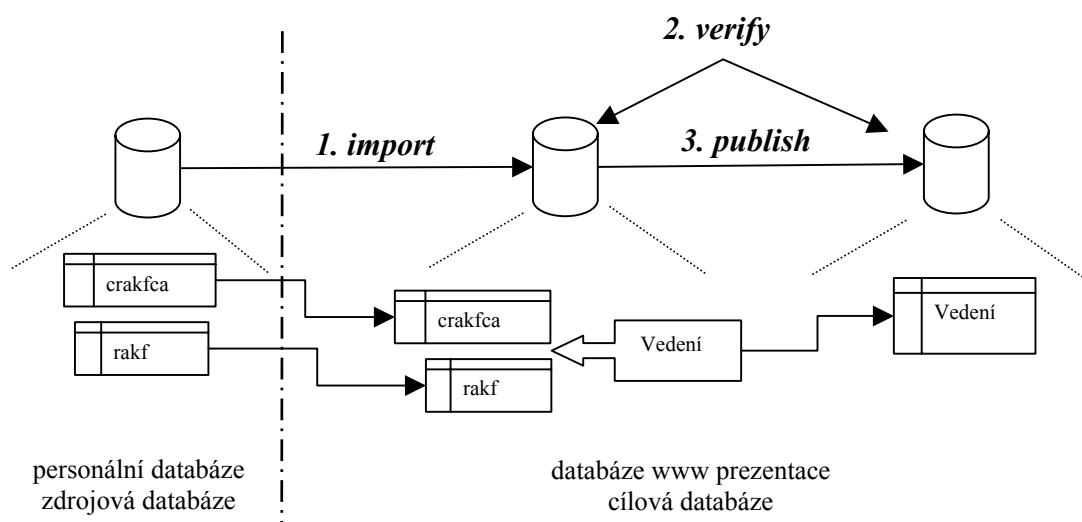 2. verify
1. import
3. publish
crakfca
rakf
crakfca
rakf
Vedení
Vedení
personální databáze
zdrojová databáze
databáze www prezentace
cílová databáze